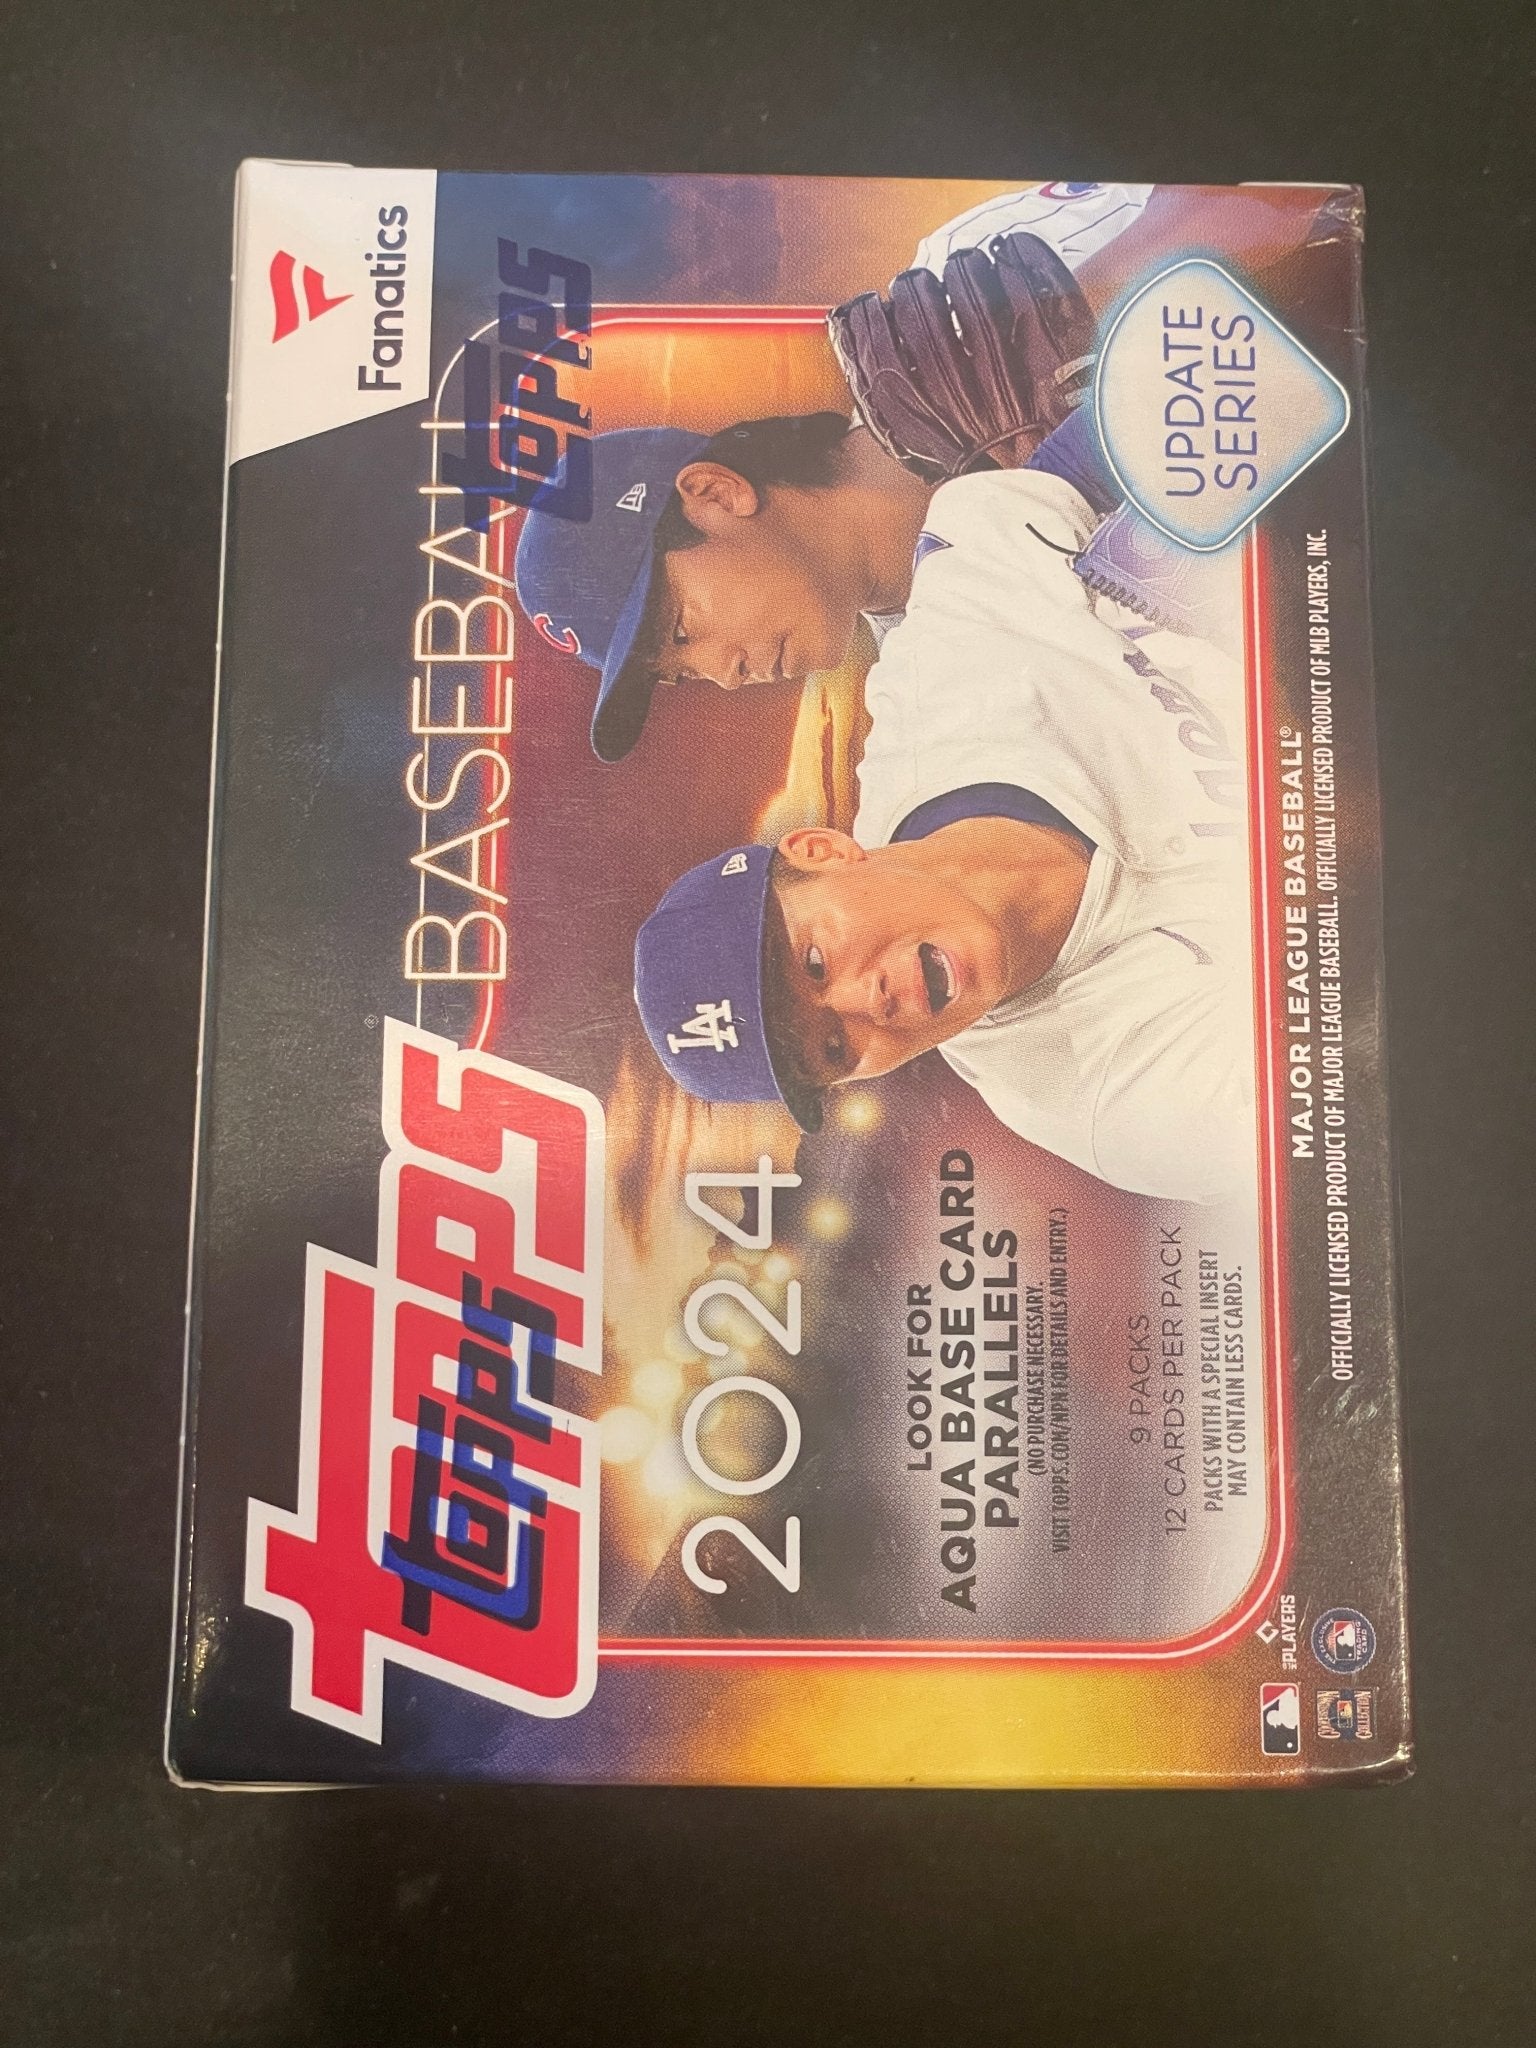 Fanatics
topps® BASEBALL
topps
topps
2024
LOOK FOR
AQUA BASE CARD
PARALLELS
(NO PURCHASE NECESSARY.
VISIT TOPPS.COM/NPN FOR DETAILS AND ENTRY.)
9 PACKS
12 CARDS PER PACK
PACKS WITH A SPECIAL INSERT
MAY CONTAIN LESS CARDS.
C
LA
UPDATE
SERIES
MLB PLAYERS
MAJOR LEAGUE BASEBALL®
OFFICIALLY LICENSED PRODUCT OF MAJOR LEAGUE BASEBALL. OFFICIALLY LICENSED PRODUCT OF MLB PLAYERS, INC.
COOPERSTOWN
COLLECTION